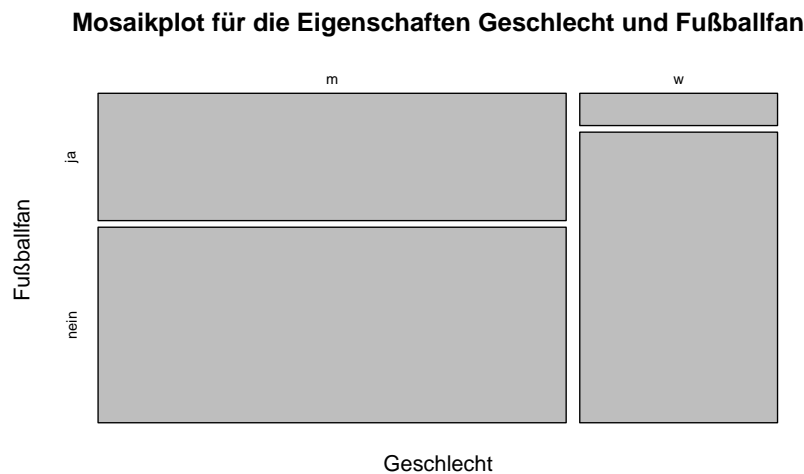 Mosaikplot für die Eigenschaften Geschlecht und Fußballfan
m
w
ja
nein
Fußballfan
Geschlecht